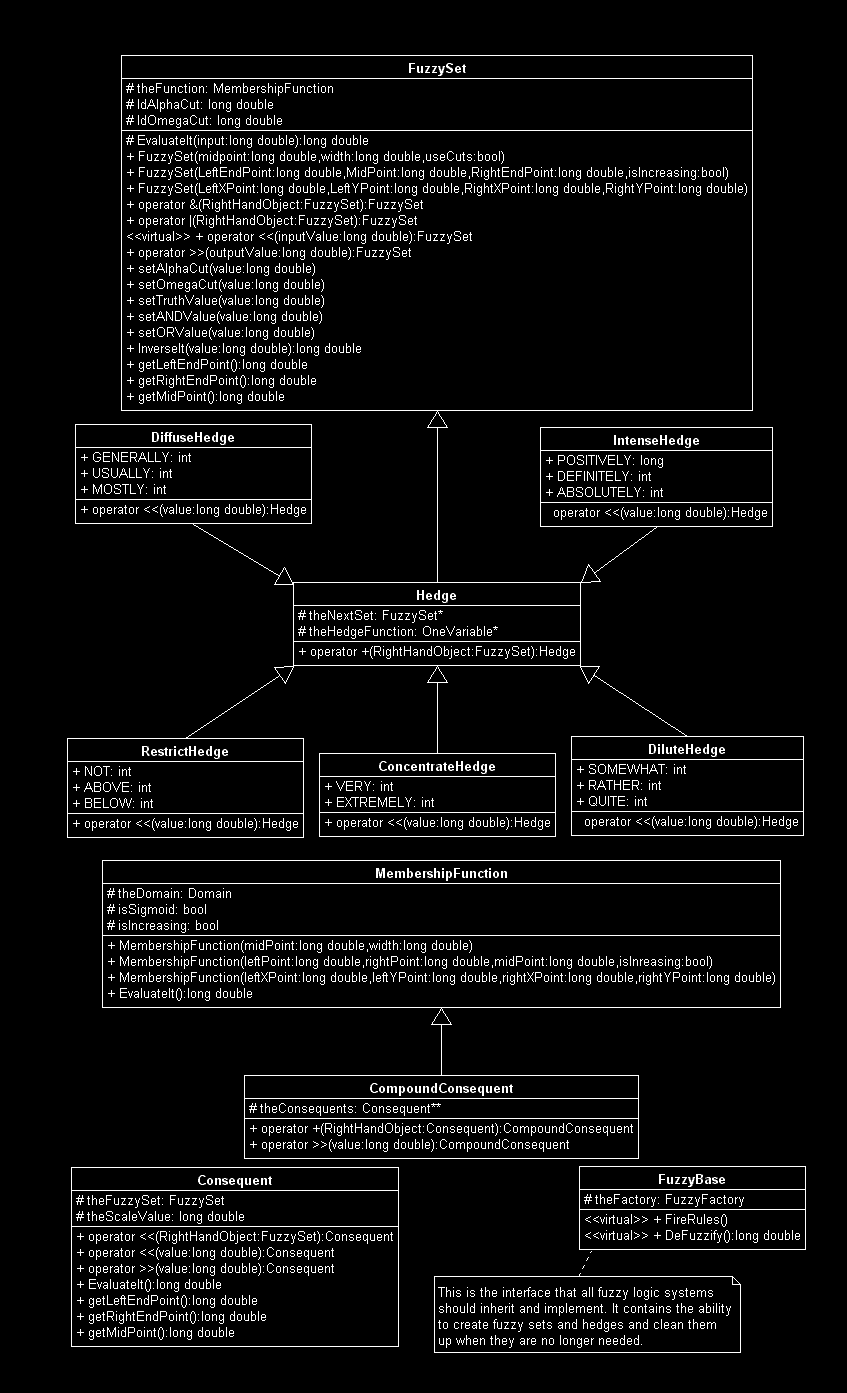 FuzzySet
# theFunction: MembershipFunction
# ldAlphaCut: long double
# ldOmegaCut: long double
# EvaluateIt(input:long double):long double
+ FuzzySet(midpoint:long double,width:long double,useCuts:bool)
+ FuzzySet(LeftEndPoint:long double,MidPoint:long double,RightEndPoint:long double,isIncreasing:bool)
+ FuzzySet(LeftXPoint:long double,LeftYPoint:long double,RightXPoint:long double,RightYPoint:long double)
+ operator &(RightHandObject:FuzzySet):FuzzySet
+ operator |(RightHandObject:FuzzySet):FuzzySet
<<virtual>> + operator <<(inputValue:long double):FuzzySet
+ operator >>(outputValue:long double):FuzzySet
+ setAlphaCut(value:long double)
+ setOmegaCut(value:long double)
+ setTruthValue(value:long double)
+ setANDValue(value:long double)
+ setORValue(value:long double)
+ InverseIt(value:long double):long double
+ getLeftEndPoint():long double
+ getRightEndPoint():long double
+ getMidPoint():long double
DiffuseHedge
+ GENERALLY: int
+ USUALLY: int
+ MOSTLY: int
+ operator <<(value:long double):Hedge
IntenseHedge
+ POSITIVELY: long
+ DEFINITELY: int
+ ABSOLUTELY: int
operator <<(value:long double):Hedge
Hedge
# theNextSet: FuzzySet*
# theHedgeFunction: OneVariable*
+ operator +(RightHandObject:FuzzySet):Hedge
RestrictHedge
+ NOT: int
+ ABOVE: int
+ BELOW: int
+ operator <<(value:long double):Hedge
ConcentrateHedge
+ VERY: int
+ EXTREMELY: int
+ operator <<(value:long double):Hedge
DiluteHedge
+ SOMEWHAT: int
+ RATHER: int
+ QUITE: int
operator <<(value:long double):Hedge
MembershipFunction
# theDomain: Domain
# isSigmoid: bool
# isIncreasing: bool
+ MembershipFunction(midPoint:long double,width:long double)
+ MembershipFunction(leftPoint:long double,rightPoint:long double,midPoint:long double,isInreasing:bool)
+ MembershipFunction(leftXPoint:long double,leftYPoint:long double,rightXPoint:long double,rightYPoint:long double)
+ EvaluateIt():long double
CompoundConsequent
# theConsequents: Consequent**
+ operator +(RightHandObject:Consequent):CompoundConsequent
+ operator >>(value:long double):CompoundConsequent
Consequent
# theFuzzySet: FuzzySet
# theScaleValue: long double
+ operator <<(RightHandObject:FuzzySet):Consequent
+ operator <<(value:long double):Consequent
+ operator >>(value:long double):Consequent
+ EvaluateIt():long double
+ getLeftEndPoint():long double
+ getRightEndPoint():long double
+ getMidPoint():long double
FuzzyBase
# theFactory: FuzzyFactory
<<virtual>> + FireRules()
<<virtual>> + DeFuzzify():long double
This is the interface that all fuzzy logic systems
should inherit and implement. It contains the ability
to create fuzzy sets and hedges and clean them
up when they are no longer needed.